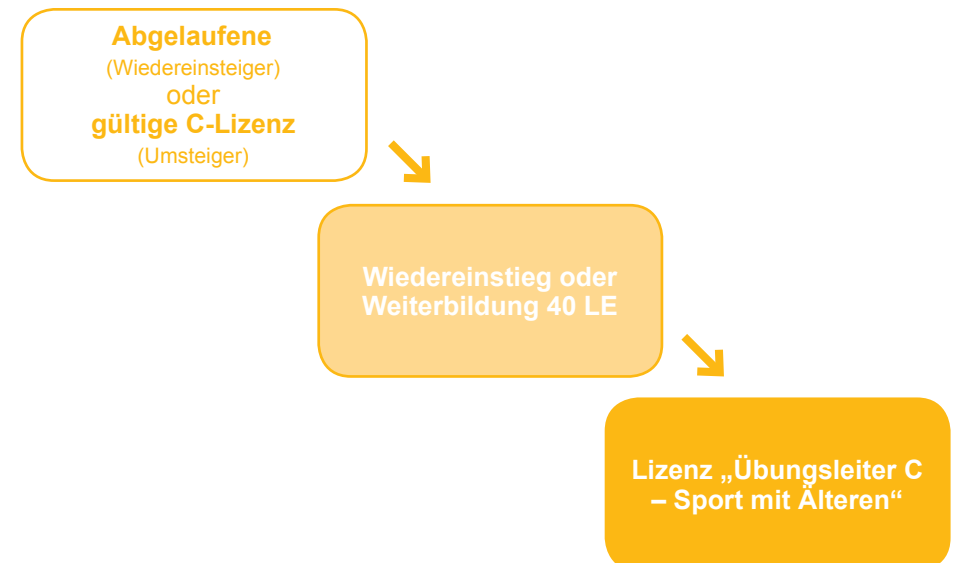 Abgelaufene
(Wiedereinsteiger)
oder
gültige C-Lizenz
(Umsteiger)
Wiedereinstieg oder
Weiterbildung 40 LE
Lizenz „Übungsleiter C
– Sport mit Älteren“